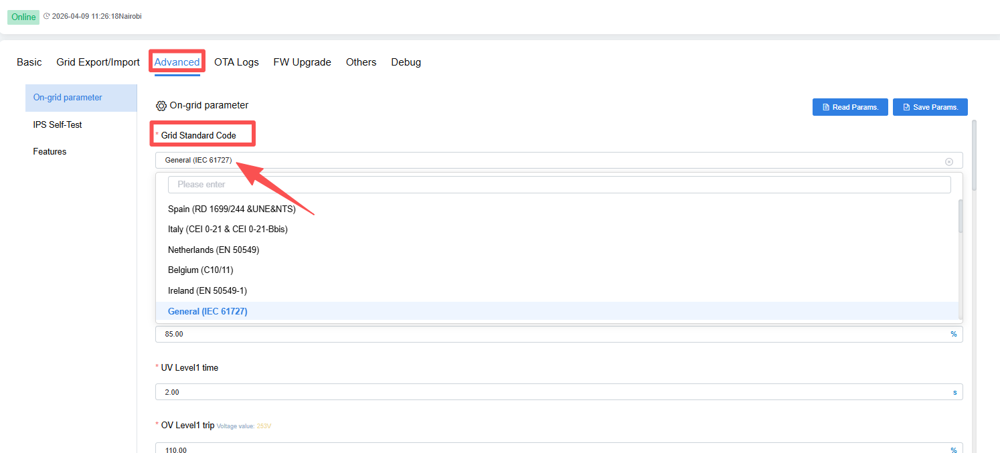 Online 2026-04-09 11:26:18Nairobi
Basic Grid Export/Import Advanced OTA Logs FW Upgrade Others Debug
On-grid parameter
IPS Self-Test
Features
On-grid parameter
Read Params. Save Params.
* Grid Standard Code
General (IEC 61727)
Please enter
Spain (RD 1699/244 &UNE&NTS)
Italy (CEI 0-21 & CEI 0-21-Bbis)
Netherlands (EN 50549)
Belgium (C10/11)
Ireland (EN 50549-1)
General (IEC 61727)
85.00 %
* UV Level1 time
2.00 s
* OV Level1 trip Voltage value: 253V
110.00 %